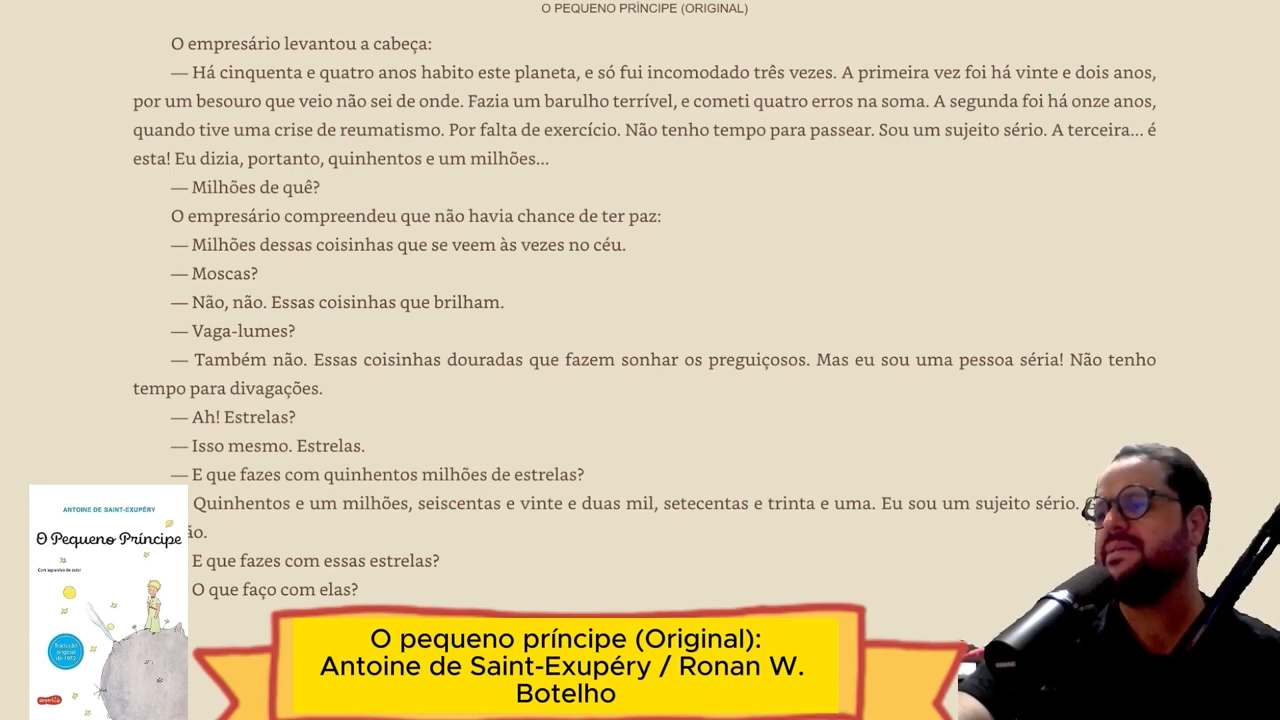 O PEQUENO PRÍNCIPE (ORIGINAL)
O empresário levantou a cabeça:
— Há cinquenta e quatro anos habito este planeta, e só fui incomodado três vezes. A primeira vez foi há vinte e dois anos,
por um besouro que veio não sei de onde. Fazia um barulho terrível, e cometi quatro erros na soma. A segunda foi há onze anos,
quando tive uma crise de reumatismo. Por falta de exercício. Não tenho tempo para passear. Sou um sujeito sério. A terceira... é
esta! Eu dizia, portanto, quinhentos e um milhões...
— Milhões de quê?
O empresário compreendeu que não havia chance de ter paz:
— Milhões dessas coisinhas que se veem às vezes no céu.
— Moscas?
— Não, não. Essas coisinhas que brilham.
— Vaga-lumes?
— Também não. Essas coisinhas douradas que fazem sonhar os preguiçosos. Mas eu sou uma pessoa séria! Não tenho
tempo para divagações.
— Ah! Estrelas?
— Isso mesmo. Estrelas.
— E que fazes com quinhentos milhões de estrelas?
Quinhentos e um milhões, seiscentas e vinte e duas mil, setecentas e trinta e uma. Eu sou um sujeito sério.
ão.
E que fazes com essas estrelas?
O que faço com elas?
ANTOINE DE SAINT-EXUPÉRY
O Pequeno Príncipe
Com aquarelas do autor
Tradução
original
de 1952
O pequeno príncipe (Original):
Antoine de Saint-Exupéry / Ronan W.
Botelho